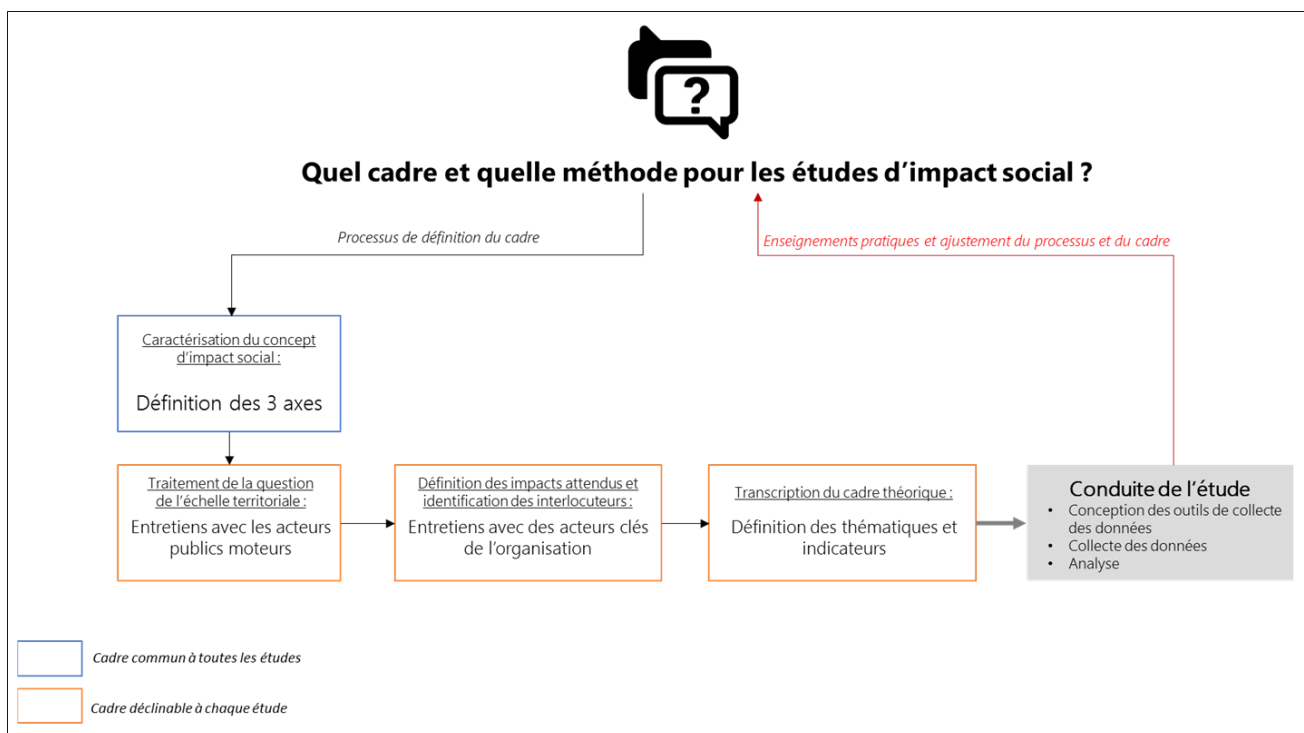 ?
Quel cadre et quelle méthode pour les études d'impact social ?
Processus de définition du cadre
Enseignements pratiques et ajustement du processus et du cadre
Caractérisation du concept
d'impact social :
Définition des 3 axes
Traitement de la question
de l'échelle territoriale :
Entretiens avec les acteurs
publics moteurs
Définition des impacts attendus et
identification des interlocuteurs :
Entretiens avec des acteurs clés
de l'organisation
Transcription du cadre théorique :
Définition des thématiques et
indicateurs
Conduite de l'étude
• Conception des outils de collecte
des données
• Collecte des données
• Analyse
Cadre commun à toutes les études
Cadre déclinable à chaque étude